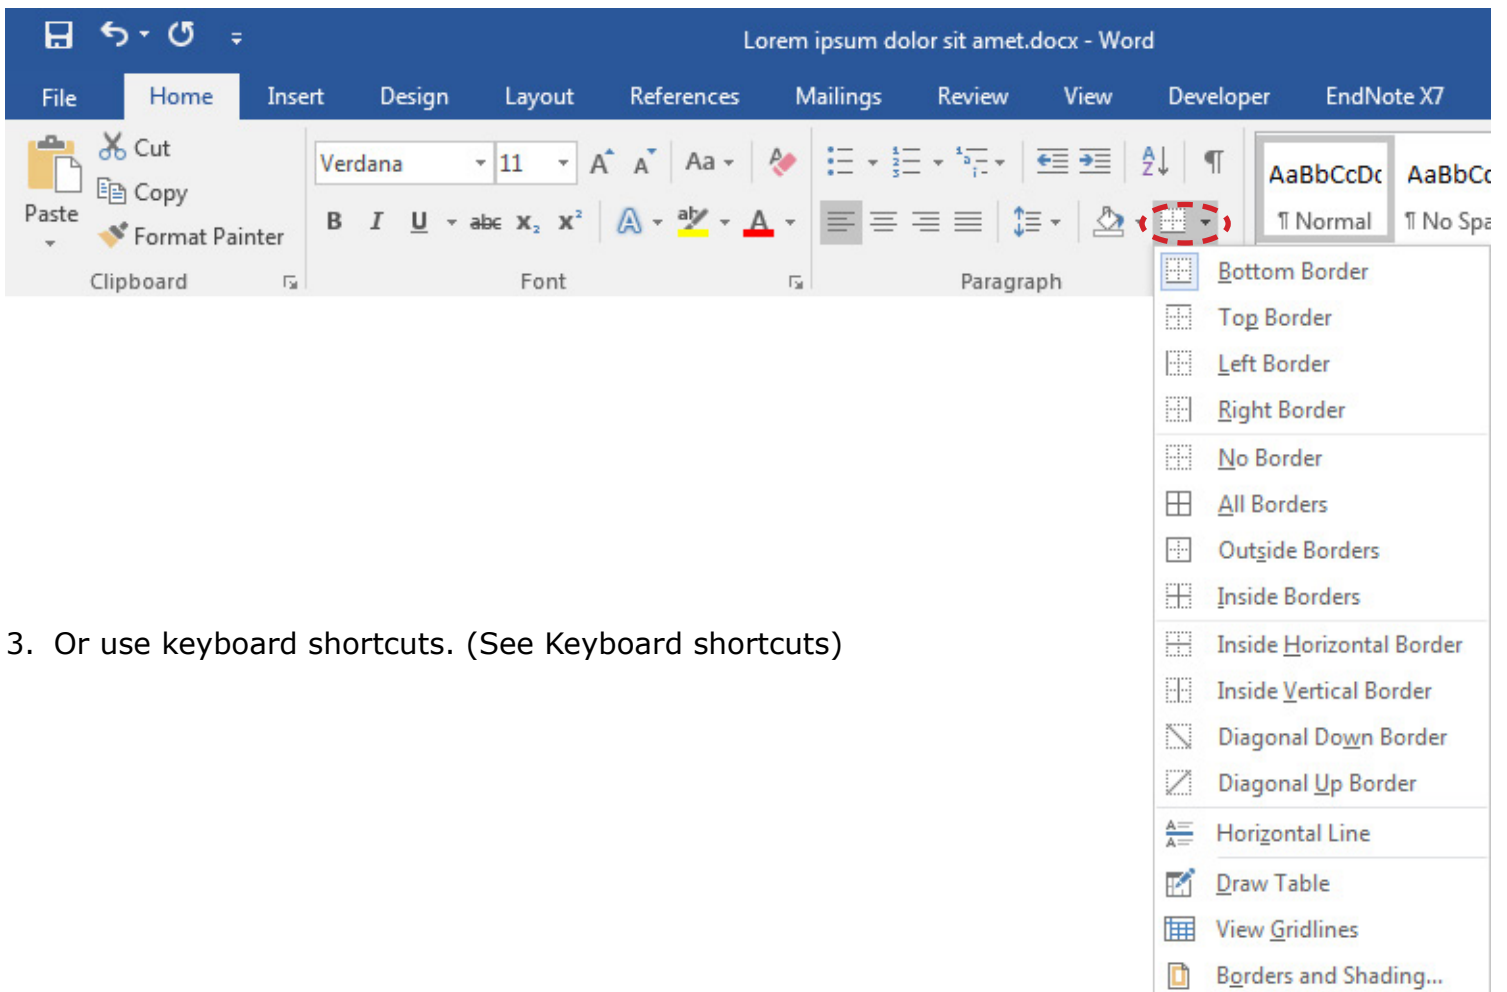 Lorem ipsum dolor sit amet.docx - Word
File Home Insert Design Layout References Mailings Review View Developer EndNote X7
Cut
Copy
Paste
Format Painter
Clipboard
Verdana 11 Aa
B I U abc X₂ X² A aby A
Font
Paragraph
AaBbCcDc AaBbCc
¶ Normal ¶ No Spa
Bottom Border
Top Border
Left Border
Right Border
No Border
All Borders
Outside Borders
Inside Borders
Inside Horizontal Border
Inside Vertical Border
Diagonal Down Border
Diagonal Up Border
Horizontal Line
Draw Table
View Gridlines
Borders and Shading...
3. Or use keyboard shortcuts. (See Keyboard shortcuts)